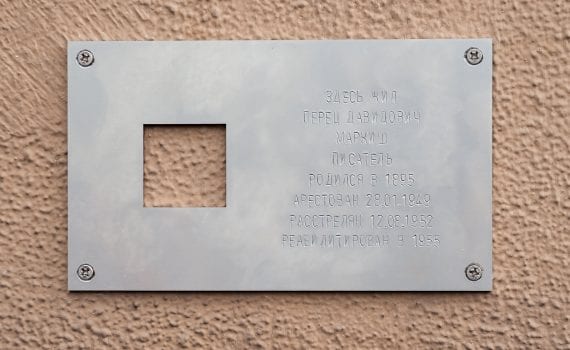 ЗДЕСЬ ЖИЛ
ПЕРЕЦ ДАВИДОВИЧ
МАРКИШ
ПИСАТЕЛЬ
РОДИЛСЯ В 1895
АРЕСТОВАН 28.01.1949
РАССТРЕЛЯН 12.08.1952
РЕАБИЛИТИРОВАН В 1955